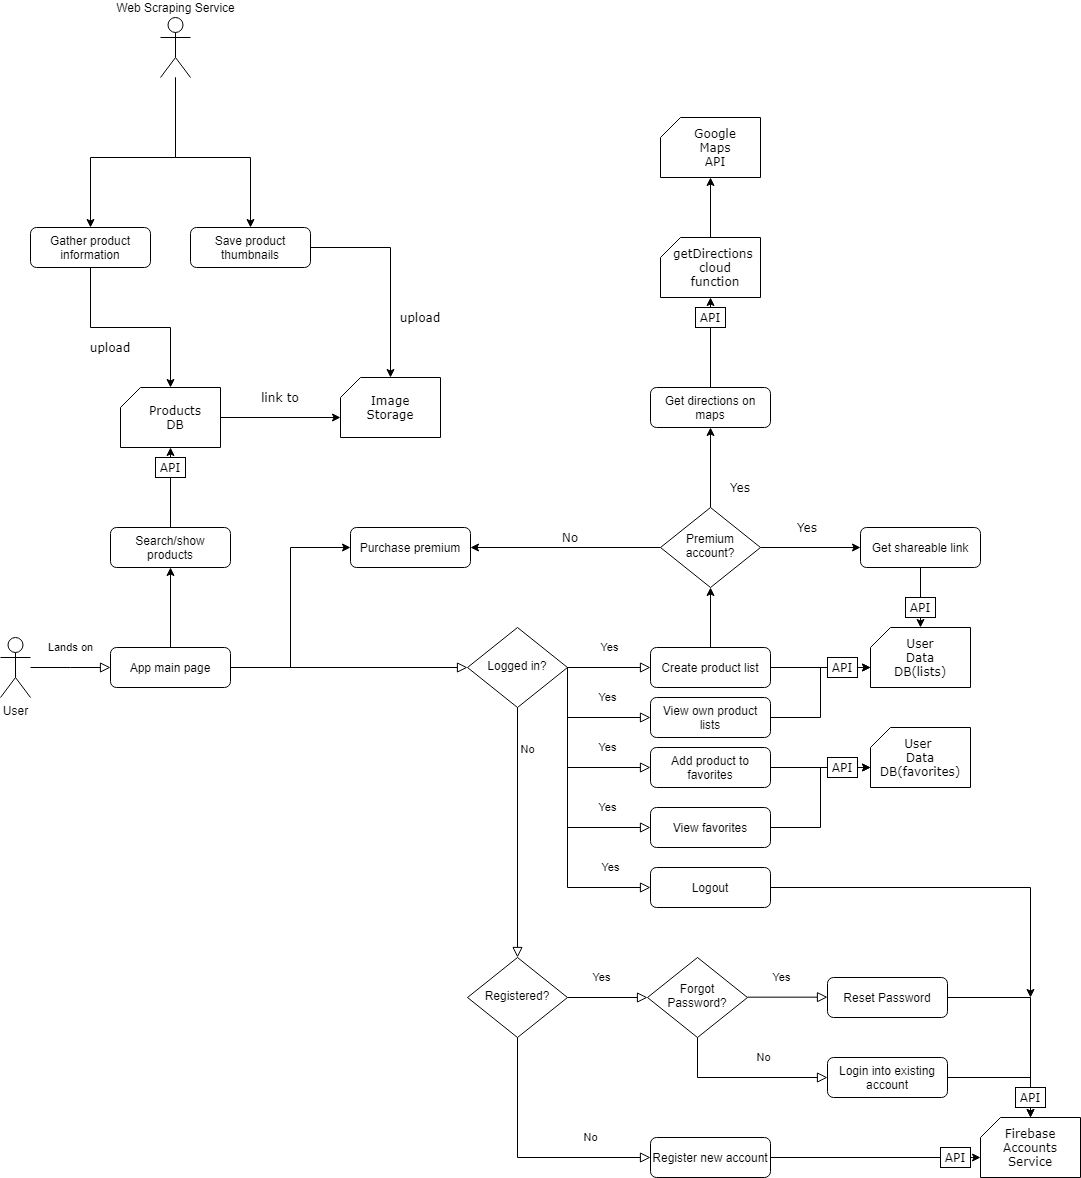 Web Scraping Service
Google
Maps
API
Gather product
information
Save product
thumbnails
getDirections
cloud
function
API
upload
upload
Products
DB
link to
Image
Storage
Get directions on
maps
API
Yes
Search/show
products
Purchase premium
No
Premium
account?
Yes
Get shareable link
API
User
Lands on
App main page
Logged in?
Yes
Create product list
API
User
Data
DB(lists)
Yes
View own product
lists
No
Yes
Add product to
favorites
API
User
Data
DB(favorites)
Yes
View favorites
Yes
Logout
Registered?
Yes
Forgot
Password?
Yes
Reset Password
No
Login into existing
account
API
No
Register new account
API
Firebase
Accounts
Service